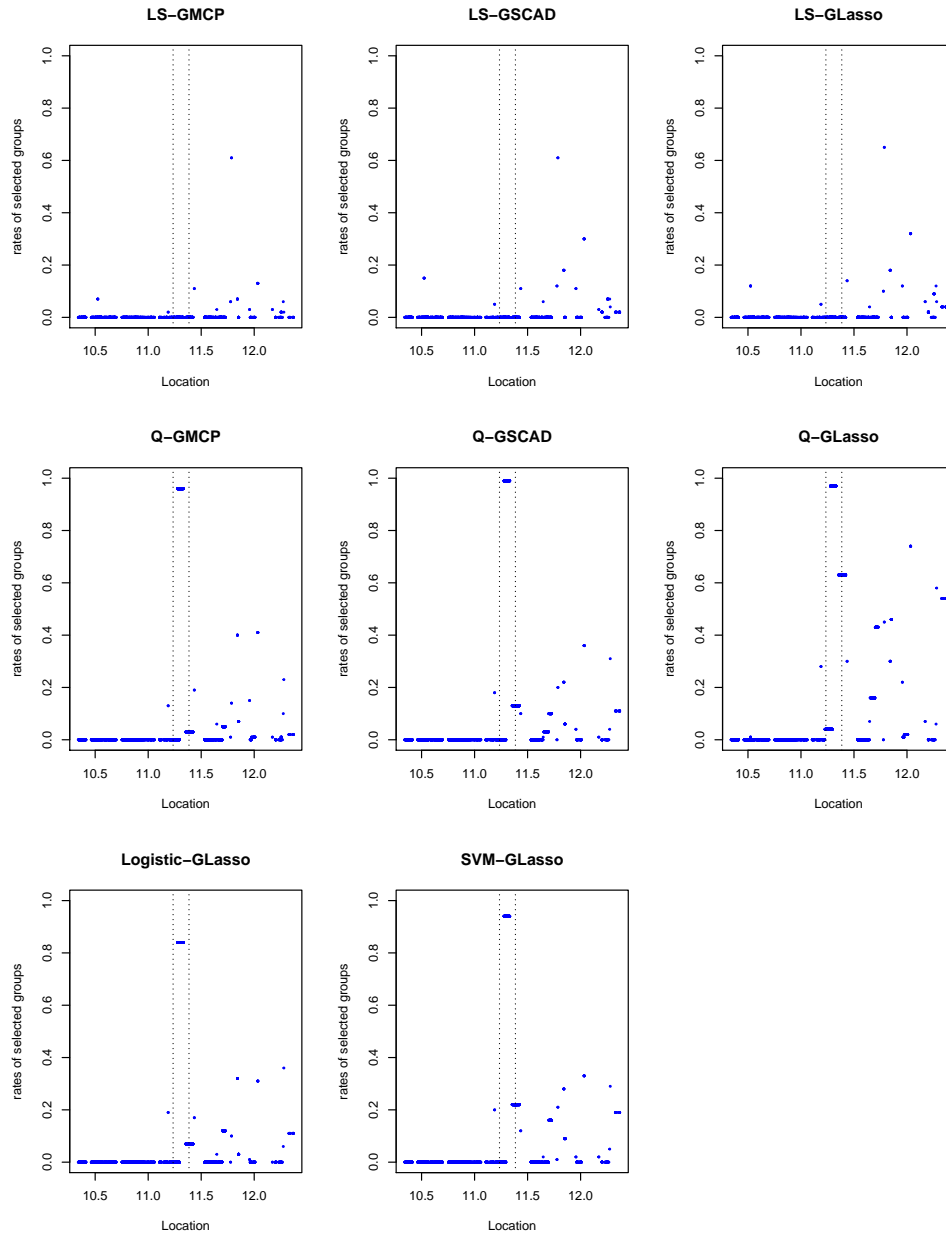 LS−GMCP
rates of selected groups
0.0 0.2 0.4 0.6 0.8 1.0
10.5 11.0 11.5 12.0
Location
LS−GSCAD
rates of selected groups
0.0 0.2 0.4 0.6 0.8 1.0
10.5 11.0 11.5 12.0
Location
LS−GLasso
rates of selected groups
0.0 0.2 0.4 0.6 0.8 1.0
10.5 11.0 11.5 12.0
Location
Q−GMCP
rates of selected groups
0.0 0.2 0.4 0.6 0.8 1.0
10.5 11.0 11.5 12.0
Location
Q−GSCAD
rates of selected groups
0.0 0.2 0.4 0.6 0.8 1.0
10.5 11.0 11.5 12.0
Location
Q−GLasso
rates of selected groups
0.0 0.2 0.4 0.6 0.8 1.0
10.5 11.0 11.5 12.0
Location
Logistic−GLasso
rates of selected groups
0.0 0.2 0.4 0.6 0.8 1.0
10.5 11.0 11.5 12.0
Location
SVM−GLasso
rates of selected groups
0.0 0.2 0.4 0.6 0.8 1.0
10.5 11.0 11.5 12.0
Location